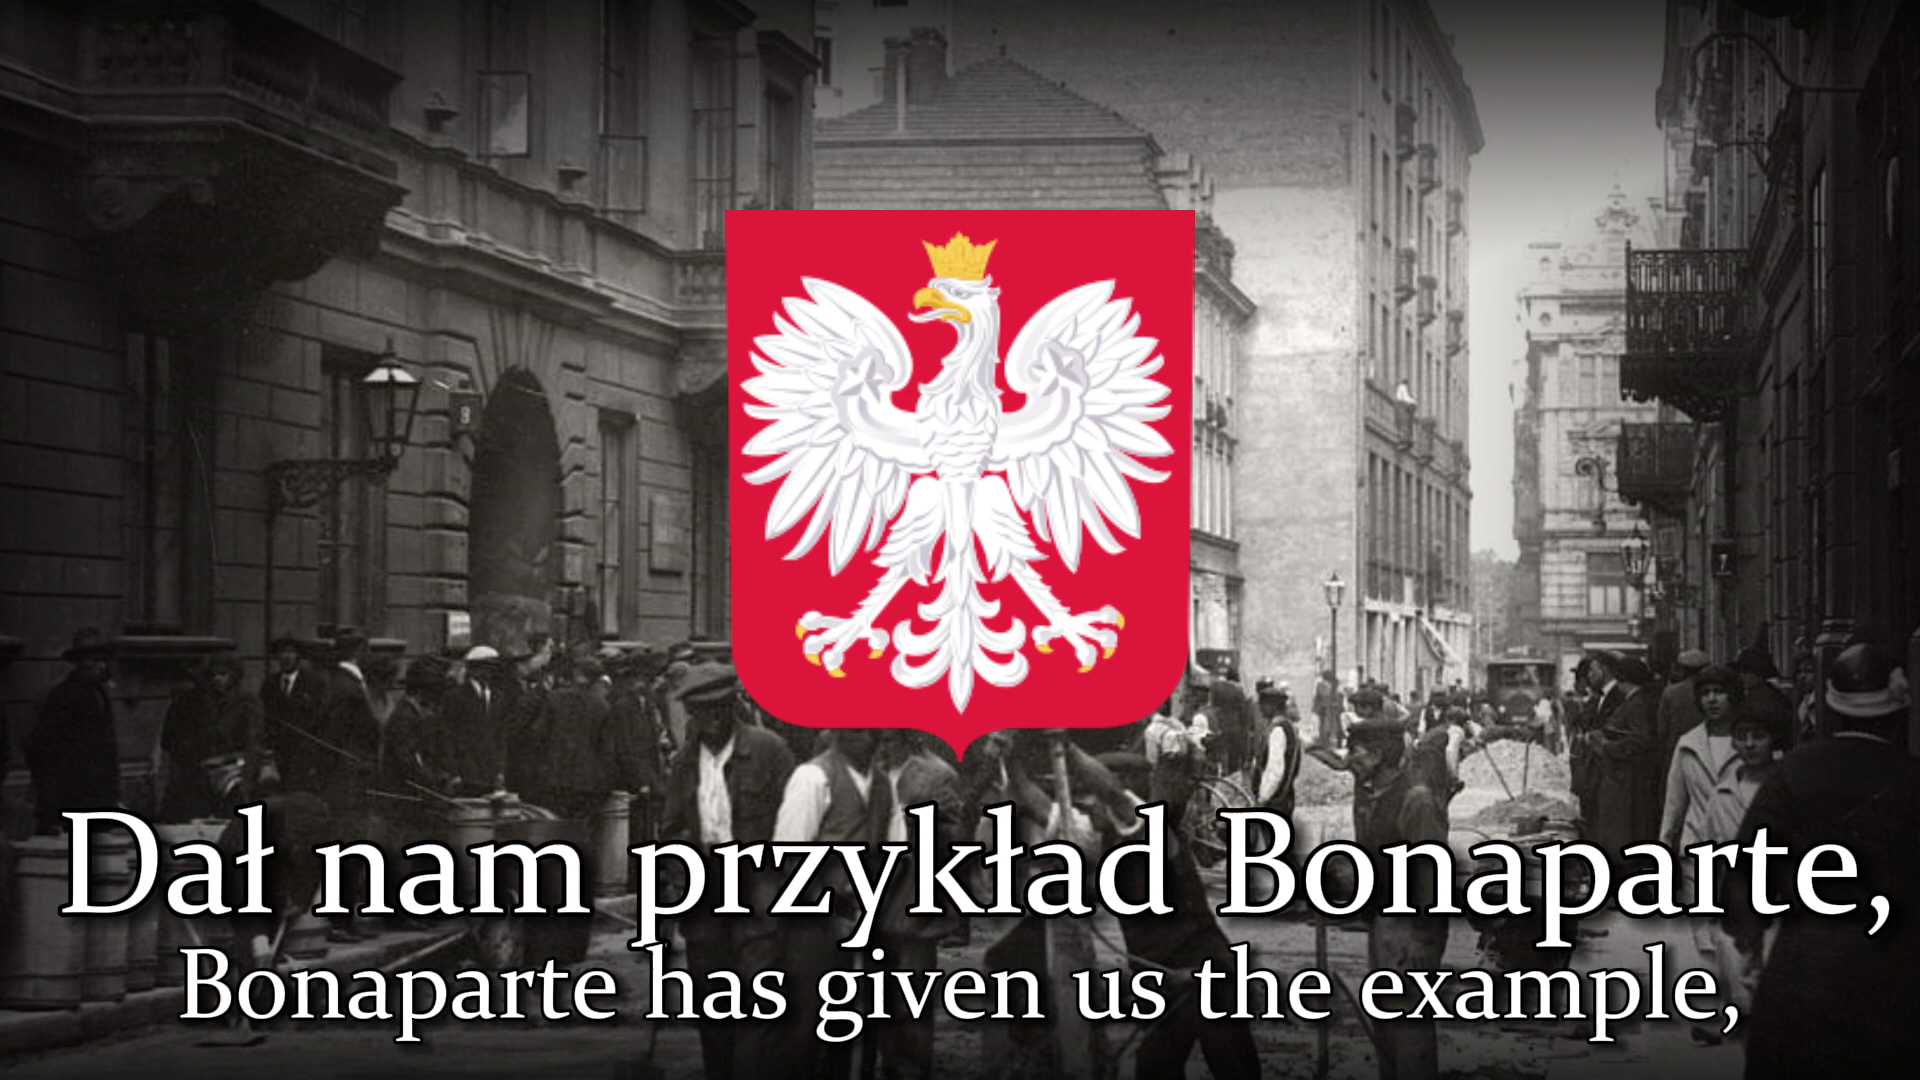 Dał nam przykład Bonaparte,
Bonaparte has given us the example,